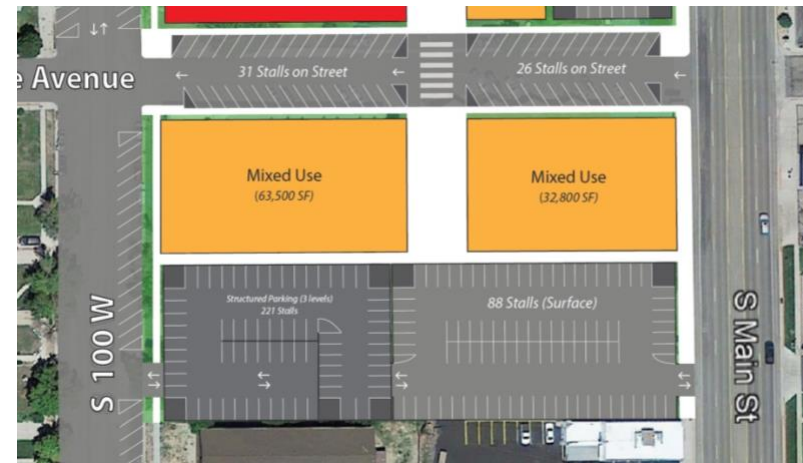 31 Stalls on Street
26 Stalls on Street
e Avenue
Mixed Use
(63,500 SF)
Mixed Use
(32,800 SF)
Structured Parking (3 levels)
221 Stalls
88 Stalls (Surface)
S 100 W
S Main St